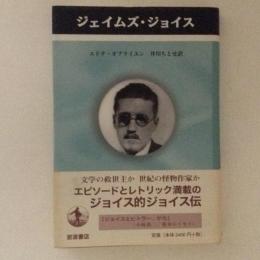 ジェイムズ・ジョイス
エドナ・オブライエン 井川ちとせ訳
文学の救世主か 世紀の怪物作家か
エピソードとレトリック満載の
ジョイス的ジョイス伝
岩波書店